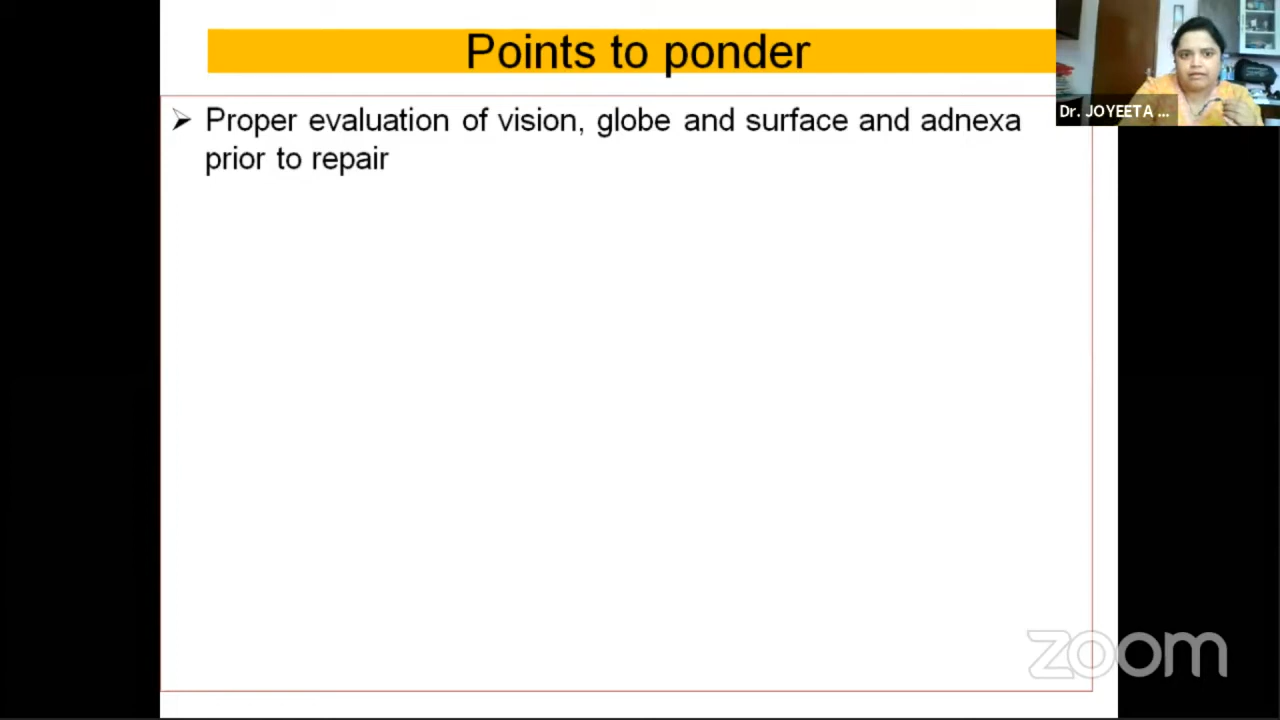 Points to ponder
Dr. JOYEETA ...
➢ Proper evaluation of vision, globe and surface and adnexa
prior to repair
zoom